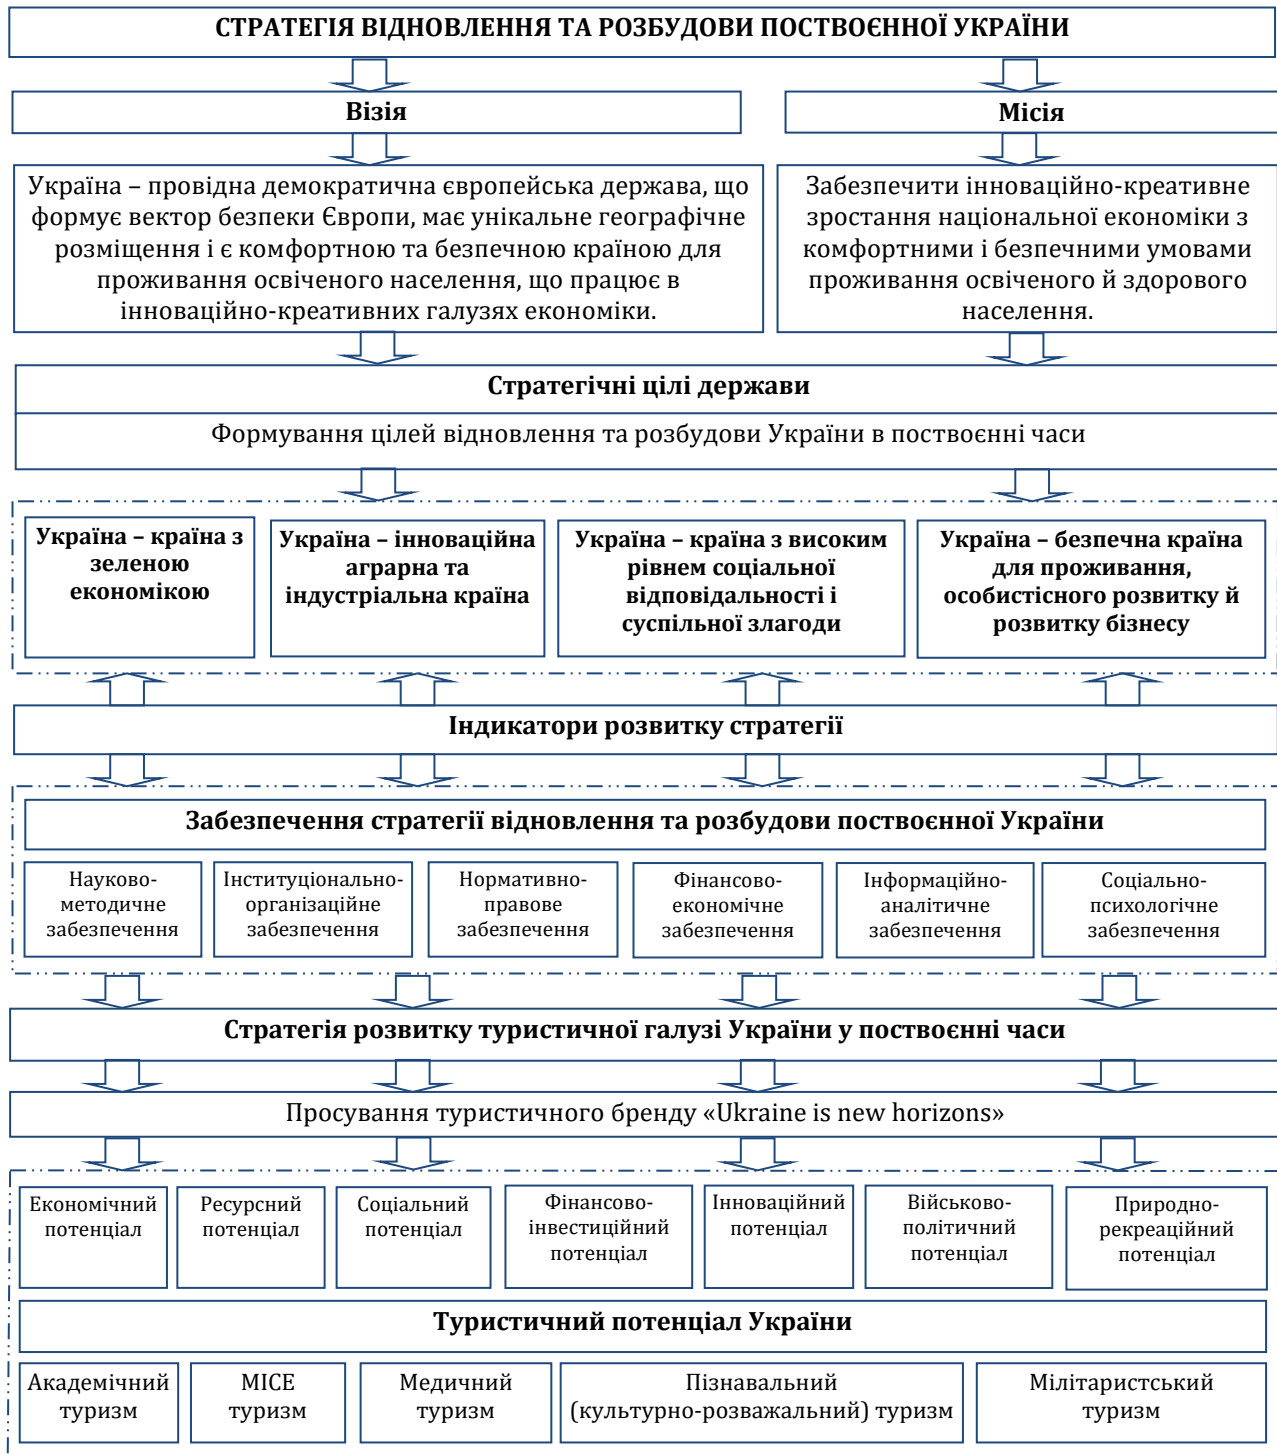 СТРАТЕГІЯ ВІДНОВЛЕННЯ ТА РОЗБУДОВИ ПОСТВОЄННОЇ УКРАЇНИ
Візія
Місія
Україна – провідна демократична європейська держава, що
формує вектор безпеки Європи, має унікальне географічне
розміщення і є комфортною та безпечною країною для
проживання освіченого населення, що працює в
інноваційно-креативних галузях економіки.
Забезпечити інноваційно-креативне
зростання національної економіки з
комфортними і безпечними умовами
проживання освіченого й здорового
населення.
Стратегічні цілі держави
Формування цілей відновлення та розбудови України в поствоєнні часи
Україна – країна з
зеленою
економікою
Україна – інноваційна
аграрна та
індустріальна країна
Україна – країна з високим
рівнем соціальної
відповідальності і
суспільної злагоди
Україна – безпечна країна
для проживання,
особистісного розвитку й
розвитку бізнесу
Індикатори розвитку стратегії
Забезпечення стратегії відновлення та розбудови поствоєнної України
Науково-
методичне
забезпечення
Інституціонально-
організаційне
забезпечення
Нормативно-
правове
забезпечення
Фінансово-
економічне
забезпечення
Інформаційно-
аналітичне
забезпечення
Соціально-
психологічне
забезпечення
Стратегія розвитку туристичної галузі України у поствоєнні часи
Просування туристичного бренду «Ukraine is new horizons»
Економічний
потенціал
Ресурсний
потенціал
Соціальний
потенціал
Фінансово-
інвестиційний
потенціал
Інноваційний
потенціал
Військово-
політичний
потенціал
Природно-
рекреаційний
потенціал
Туристичний потенціал України
Академічний
туризм
МІСЕ
туризм
Медичний
туризм
Пізнавальний
(культурно-розважальний) туризм
Мілітаристський
туризм